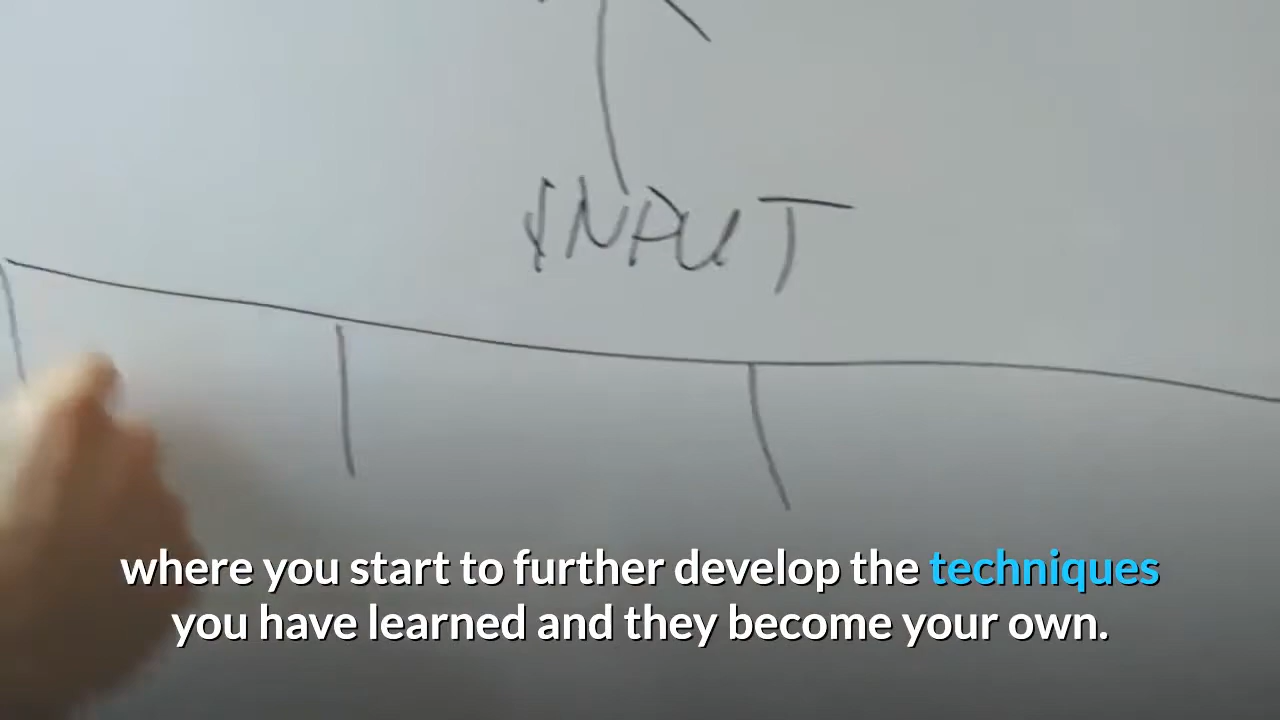 INPUT
where you start to further develop the techniques
you have learned and they become your own.